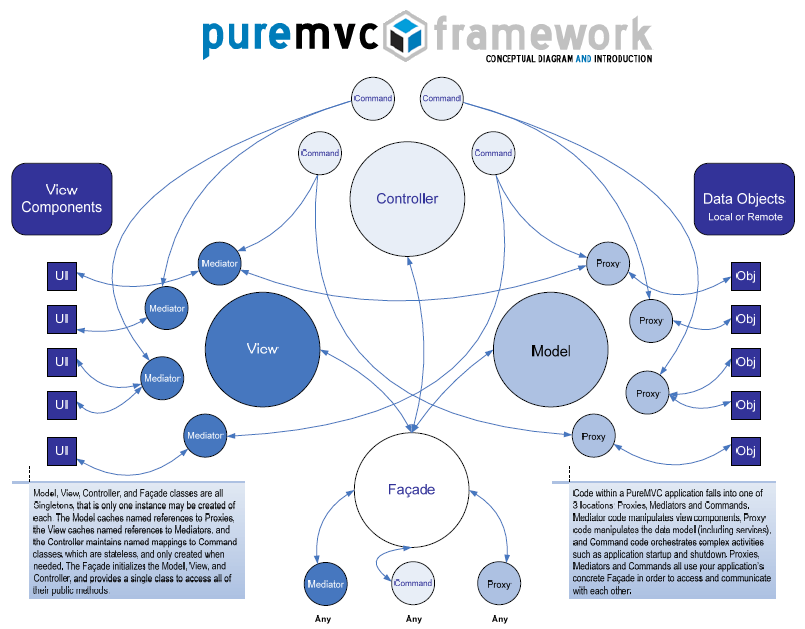 puremvc framework
CONCEPTUAL DIAGRAM AND INTRODUCTION
Command
Command
Command
Command
View
Components
Controller
Data Objects
Local or Remote
Mediator
Proxy
UI
Obj
Mediator
Proxy
UI
Obj
View
Model
UI
Obj
Mediator
Proxy
UI
Obj
Mediator
Proxy
UI
Obj
Façade
Model, View, Controller, and Façade classes are all
Singletons, that is only one instance may be created of
each. The Model caches named references to Proxies,
the View caches named references to Mediators, and
the Controller maintains named mappings to Command
classes, which are stateless, and only created when
needed. The Façade initializes the Model, View, and
Controller, and provides a single class to access all of
their public methods.
Code within a PureMVC application falls into one of
3 locations: Proxies, Mediators and Commands.
Mediator code manipulates view components, Proxy
code manipulates the data model (including services),
and Command code orchestrates complex activities
such as application startup and shutdown. Proxies,
Mediators and Commands all use your application's
concrete Façade in order to access and communicate
with each other.
Mediator
Command
Proxy
Any
Any
Any